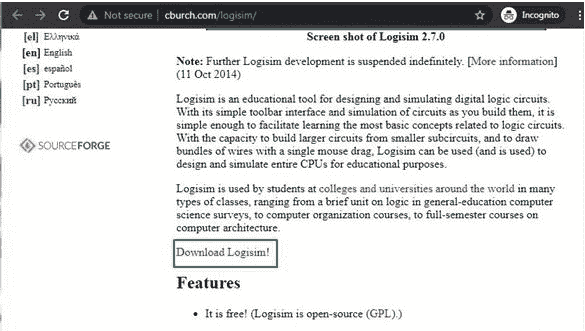 Not secure | cburch.com/logisim/
Incognito
[el] Ελληνικά
[en] English
[es] español
[pt] Português
[ru] Русский
SOURCEFORGE
Screen shot of Logisim 2.7.0
Note: Further Logisim development is suspended indefinitely. [More information]
(11 Oct 2014)
Logisim is an educational tool for designing and simulating digital logic circuits.
With its simple toolbar interface and simulation of circuits as you build them, it is
simple enough to facilitate learning the most basic concepts related to logic circuits.
With the capacity to build larger circuits from smaller subcircuits, and to draw
bundles of wires with a single mouse drag, Logisim can be used (and is used) to
design and simulate entire CPUs for educational purposes.
Logisim is used by students at colleges and universities around the world in many
types of classes, ranging from a brief unit on logic in general-education computer
science surveys, to computer organization courses, to full-semester courses on
computer architecture.
Download Logisim!
Features
• It is free! (Logisim is open-source (GPL).)